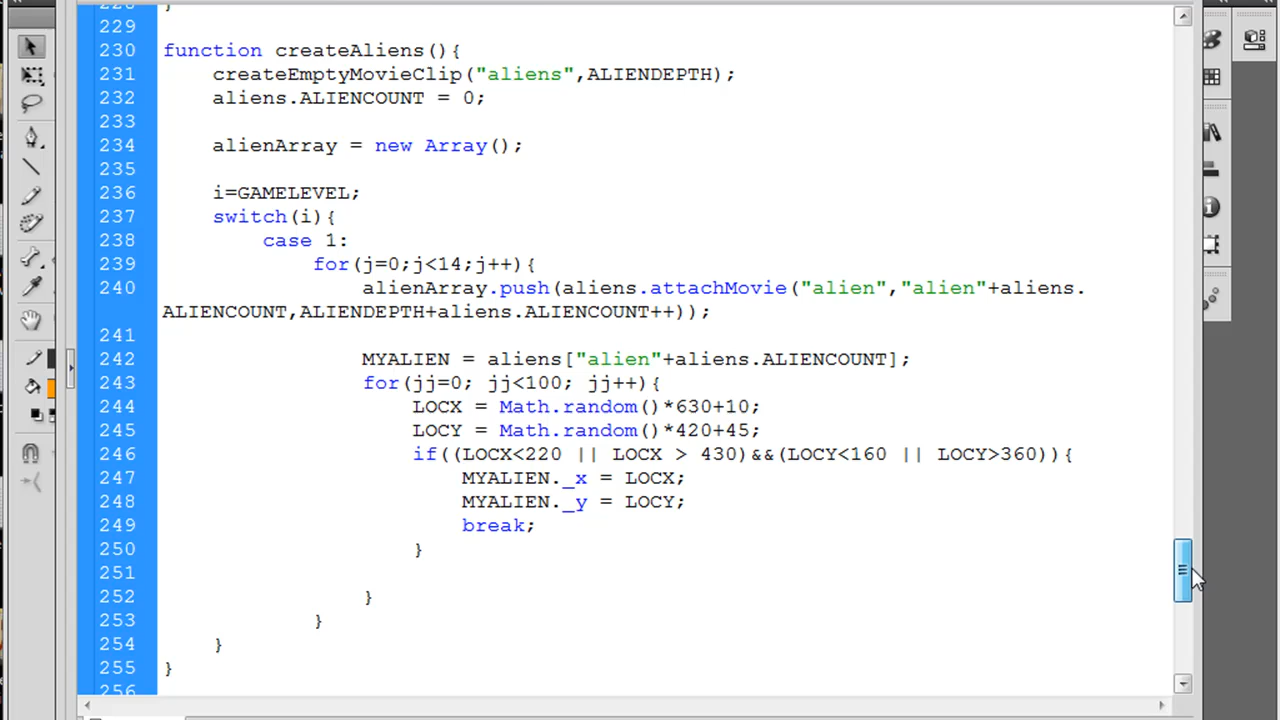 228 }
229
230 function createAliens(){
231 createEmptyMovieClip("aliens",ALIENDEPTH);
232 aliens.ALIENCOUNT = 0;
233
234 alienArray = new Array();
235
236 i=GAMELEVEL;
237 switch(i){
238 case 1:
239 for(j=0;j<14;j++){
240 alienArray.push(aliens.attachMovie("alien","alien"+aliens.
ALIENCOUNT,ALIENDEPTH+aliens.ALIENCOUNT++));
241
242 MYALIEN = aliens["alien"+aliens.ALIENCOUNT];
243 for(jj=0; jj<100; jj++){
244 LOCX = Math.random()*630+10;
245 LOCY = Math.random()*420+45;
246 if((LOCX<220 || LOCX > 430)&&(LOCY<160 || LOCY>360)){
247 MYALIEN._x = LOCX;
248 MYALIEN._y = LOCY;
249 break;
250 }
251
252 }
253 }
254 }
255 }
256